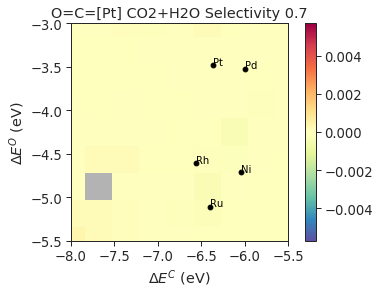 O=C=[Pt] CO2+H2O Selectivity 0.7
−3.0
−3.5
−4.0
−4.5
−5.0
−5.5
ΔE^O (eV)
Pt
Pd
Rh
Ni
Ru
−8.0 −7.5 −7.0 −6.5 −6.0 −5.5
ΔE^C (eV)
0.004
0.002
0.000
−0.002
−0.004